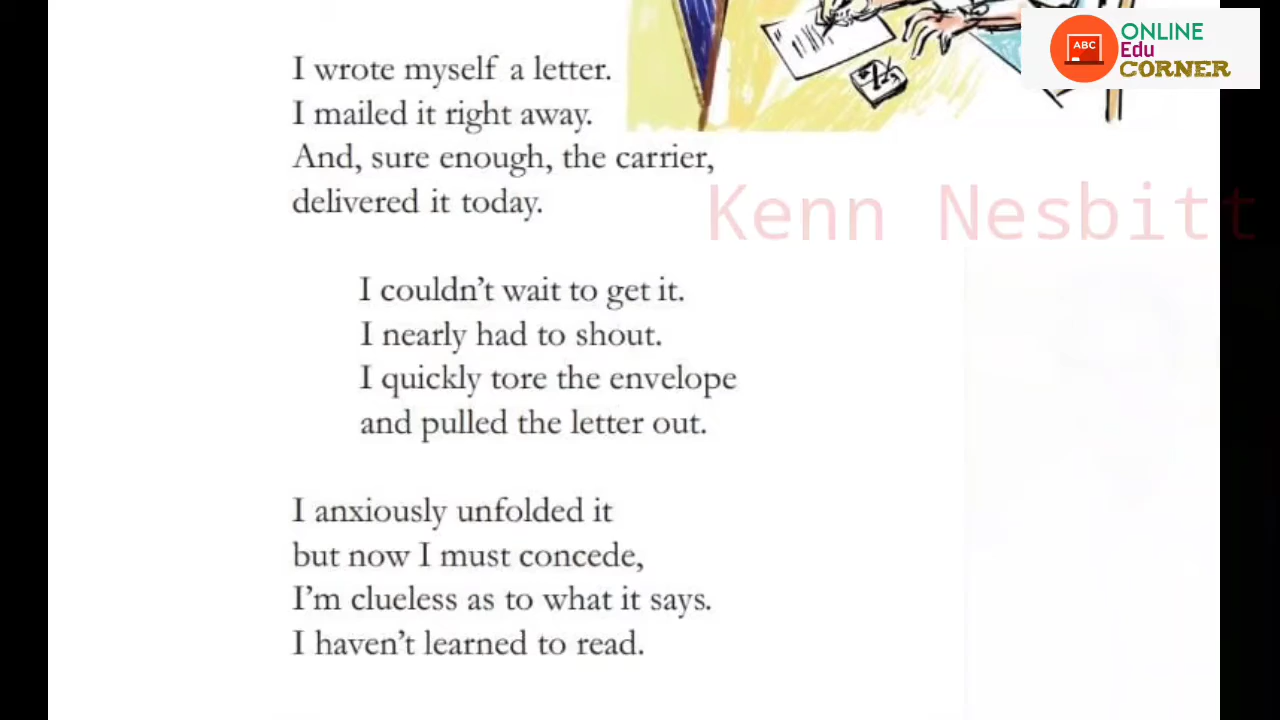 ABC
ONLINE
Edu
CORNER
I wrote myself a letter.
I mailed it right away.
And, sure enough, the carrier,
delivered it today.
Kenn Nesbitt
I couldn’t wait to get it.
I nearly had to shout.
I quickly tore the envelope
and pulled the letter out.
I anxiously unfolded it
but now I must concede,
I’m clueless as to what it says.
I haven’t learned to read.